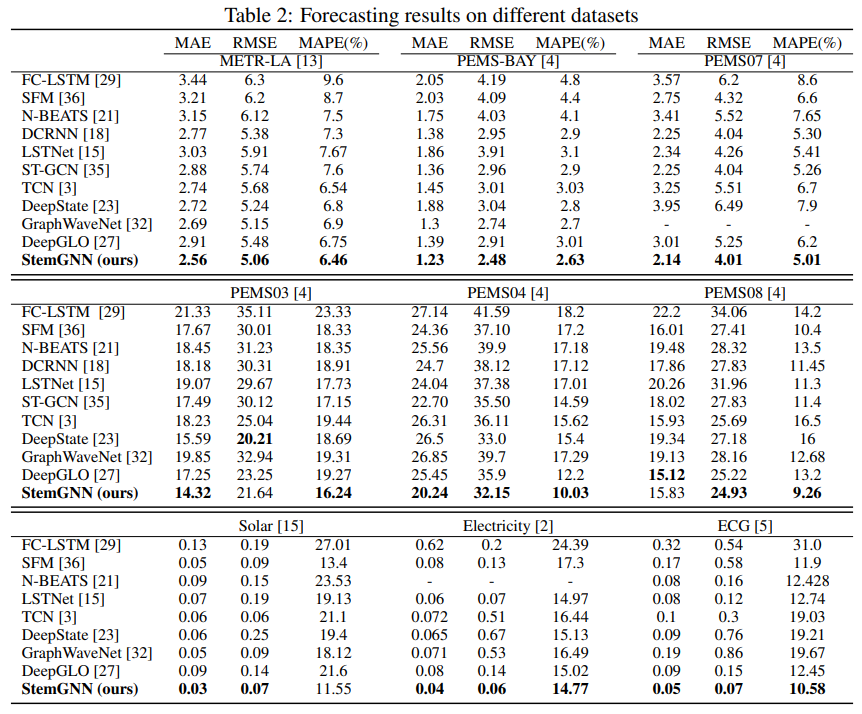 Table 2: Forecasting results on different datasets
MAE RMSE MAPE(%) MAE RMSE MAPE(%) MAE RMSE MAPE(%)
METR-LA [13] PEMS-BAY [4] PEMS07 [4]
FC-LSTM [29] 3.44 6.3 9.6 2.05 4.19 4.8 3.57 6.2 8.6
SFM [36] 3.21 6.2 8.7 2.03 4.09 4.4 2.75 4.32 6.6
N-BEATS [21] 3.15 6.12 7.5 1.75 4.03 4.1 3.41 5.52 7.65
DCRNN [18] 2.77 5.38 7.3 1.38 2.95 2.9 2.25 4.04 5.30
LSTNet [15] 3.03 5.91 7.67 1.86 3.91 3.1 2.34 4.26 5.41
ST-GCN [35] 2.88 5.74 7.6 1.36 2.96 2.9 2.25 4.04 5.26
TCN [3] 2.74 5.68 6.54 1.45 3.01 3.03 3.25 5.51 6.7
DeepState [23] 2.72 5.24 6.8 1.88 3.04 2.8 3.95 6.49 7.9
GraphWaveNet [32] 2.69 5.15 6.9 1.3 2.74 2.7 - - -
DeepGLO [27] 2.91 5.48 6.75 1.39 2.91 3.01 3.01 5.25 6.2
StemGNN (ours) 2.56 5.06 6.46 1.23 2.48 2.63 2.14 4.01 5.01
PEMS03 [4] PEMS04 [4] PEMS08 [4]
FC-LSTM [29] 21.33 35.11 23.33 27.14 41.59 18.2 22.2 34.06 14.2
SFM [36] 17.67 30.01 18.33 24.36 37.10 17.2 16.01 27.41 10.4
N-BEATS [21] 18.45 31.23 18.35 25.56 39.9 17.18 19.48 28.32 13.5
DCRNN [18] 18.18 30.31 18.91 24.7 38.12 17.12 17.86 27.83 11.45
LSTNet [15] 19.07 29.67 17.73 24.04 37.38 17.01 20.26 31.96 11.3
ST-GCN [35] 17.49 30.12 17.15 22.70 35.50 14.59 18.02 27.83 11.4
TCN [3] 18.23 25.04 19.44 26.31 36.11 15.62 15.93 25.69 16.5
DeepState [23] 15.59 20.21 18.69 26.5 33.0 15.4 19.34 27.18 16
GraphWaveNet [32] 19.85 32.94 19.31 26.85 39.7 17.29 19.13 28.16 12.68
DeepGLO [27] 17.25 23.25 19.27 25.45 35.9 12.2 15.12 25.22 13.2
StemGNN (ours) 14.32 21.64 16.24 20.24 32.15 10.03 15.83 24.93 9.26
Solar [15] Electricity [2] ECG [5]
FC-LSTM [29] 0.13 0.19 27.01 0.62 0.2 24.39 0.32 0.54 31.0
SFM [36] 0.05 0.09 13.4 0.08 0.13 17.3 0.17 0.58 11.9
N-BEATS [21] 0.09 0.15 23.53 - - - 0.08 0.16 12.428
LSTNet [15] 0.07 0.19 19.13 0.06 0.07 14.97 0.08 0.12 12.74
TCN [3] 0.06 0.06 21.1 0.072 0.51 16.44 0.1 0.3 19.03
DeepState [23] 0.06 0.25 19.4 0.065 0.67 15.13 0.09 0.76 19.21
GraphWaveNet [32] 0.05 0.09 18.12 0.071 0.53 16.49 0.19 0.86 19.67
DeepGLO [27] 0.09 0.14 21.6 0.08 0.14 15.02 0.09 0.15 12.45
StemGNN (ours) 0.03 0.07 11.55 0.04 0.06 14.77 0.05 0.07 10.58